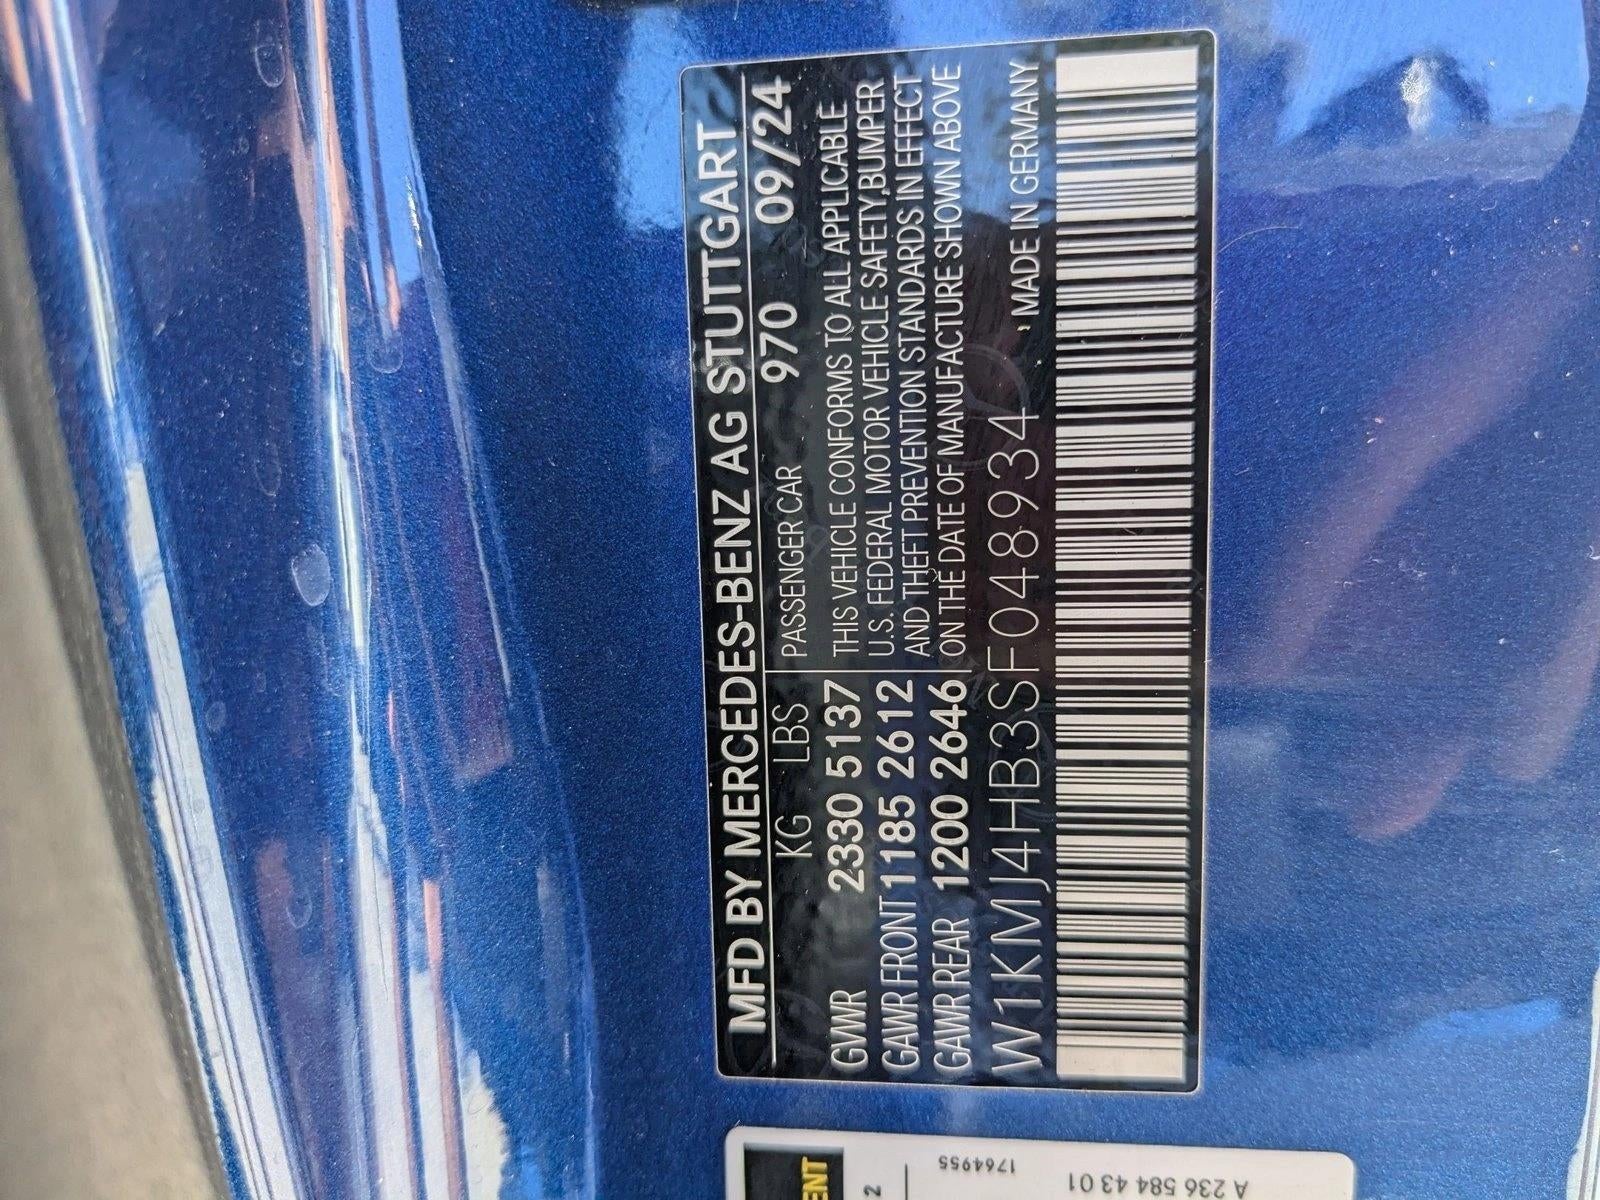 MFD BY MERCEDES-BENZ AG STUTTGART
KG LBS PASSENGER CAR 970 09/24
GVWR 2330 5137 THIS VEHICLE CONFORMS TO ALL APPLICABLE
GAWR FRONT 1185 2612 U.S. FEDERAL MOTOR VEHICLE SAFETY,BUMPER
AND THEFT PREVENTION STANDARDS IN EFFECT
GAWR REAR 1200 2646 ON THE DATE OF MANUFACTURE SHOWN ABOVE
W1KMJ4HB3SF048934 MADE IN GERMANY
ENT
2
1764955
A 236 584 43 01